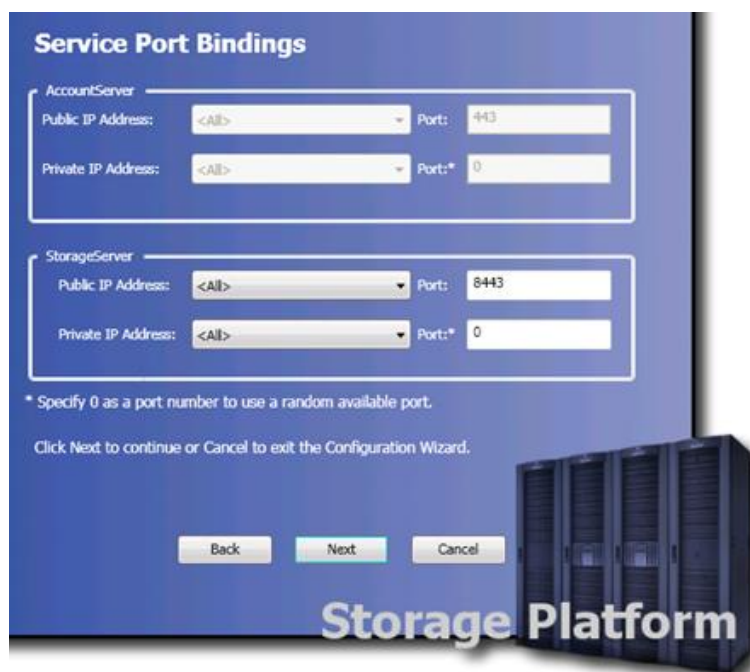 Service Port Bindings
AccountServer
Public IP Address: <All> Port: 443
Private IP Address: <All> Port:* 0
StorageServer
Public IP Address: <All> Port: 8443
Private IP Address: <All> Port:* 0
* Specify 0 as a port number to use a random available port.
Click Next to continue or Cancel to exit the Configuration Wizard.
Back Next Cancel
Storage Platform